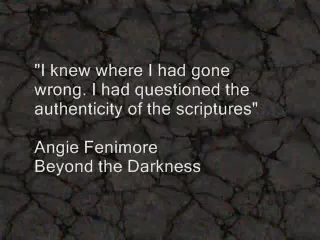 "I knew where I had gone
wrong. I had questioned the
authenticity of the scriptures"
Angie Fenimore
Beyond the Darkness